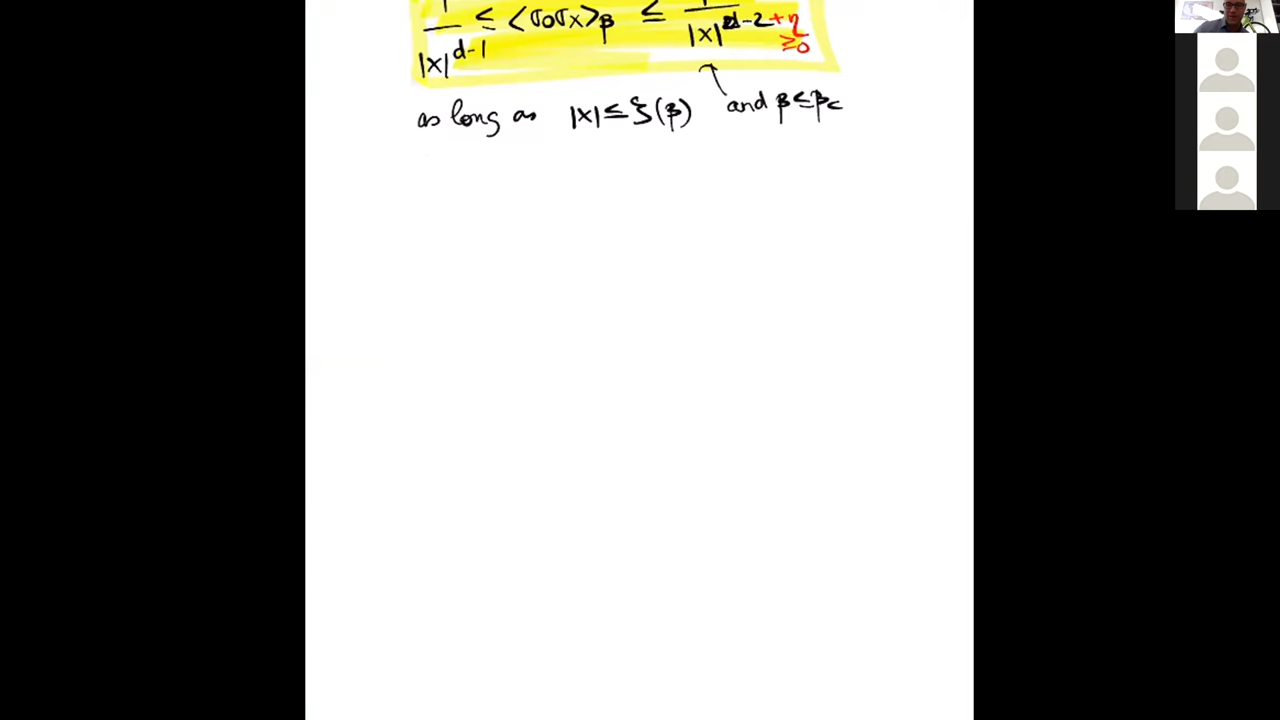 1/|x|^{d-1} ≤ <σ0σx>β ≤ 1/|x|^{d-2+η} ≥0
as long as |x| ≤ ξ(β) and β ≤ βc